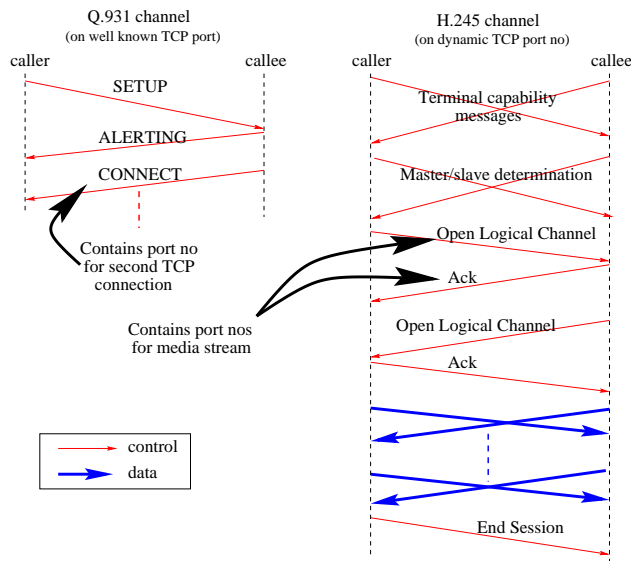 Q.931 channel
(on well known TCP port)
caller
callee
SETUP
ALERTING
CONNECT
Contains port no
for second TCP
connection
H.245 channel
(on dynamic TCP port no)
caller
callee
Terminal capability
messages
Master/slave determination
Open Logical Channel
Ack
Contains port nos
for media stream
Open Logical Channel
Ack
End Session
control
data